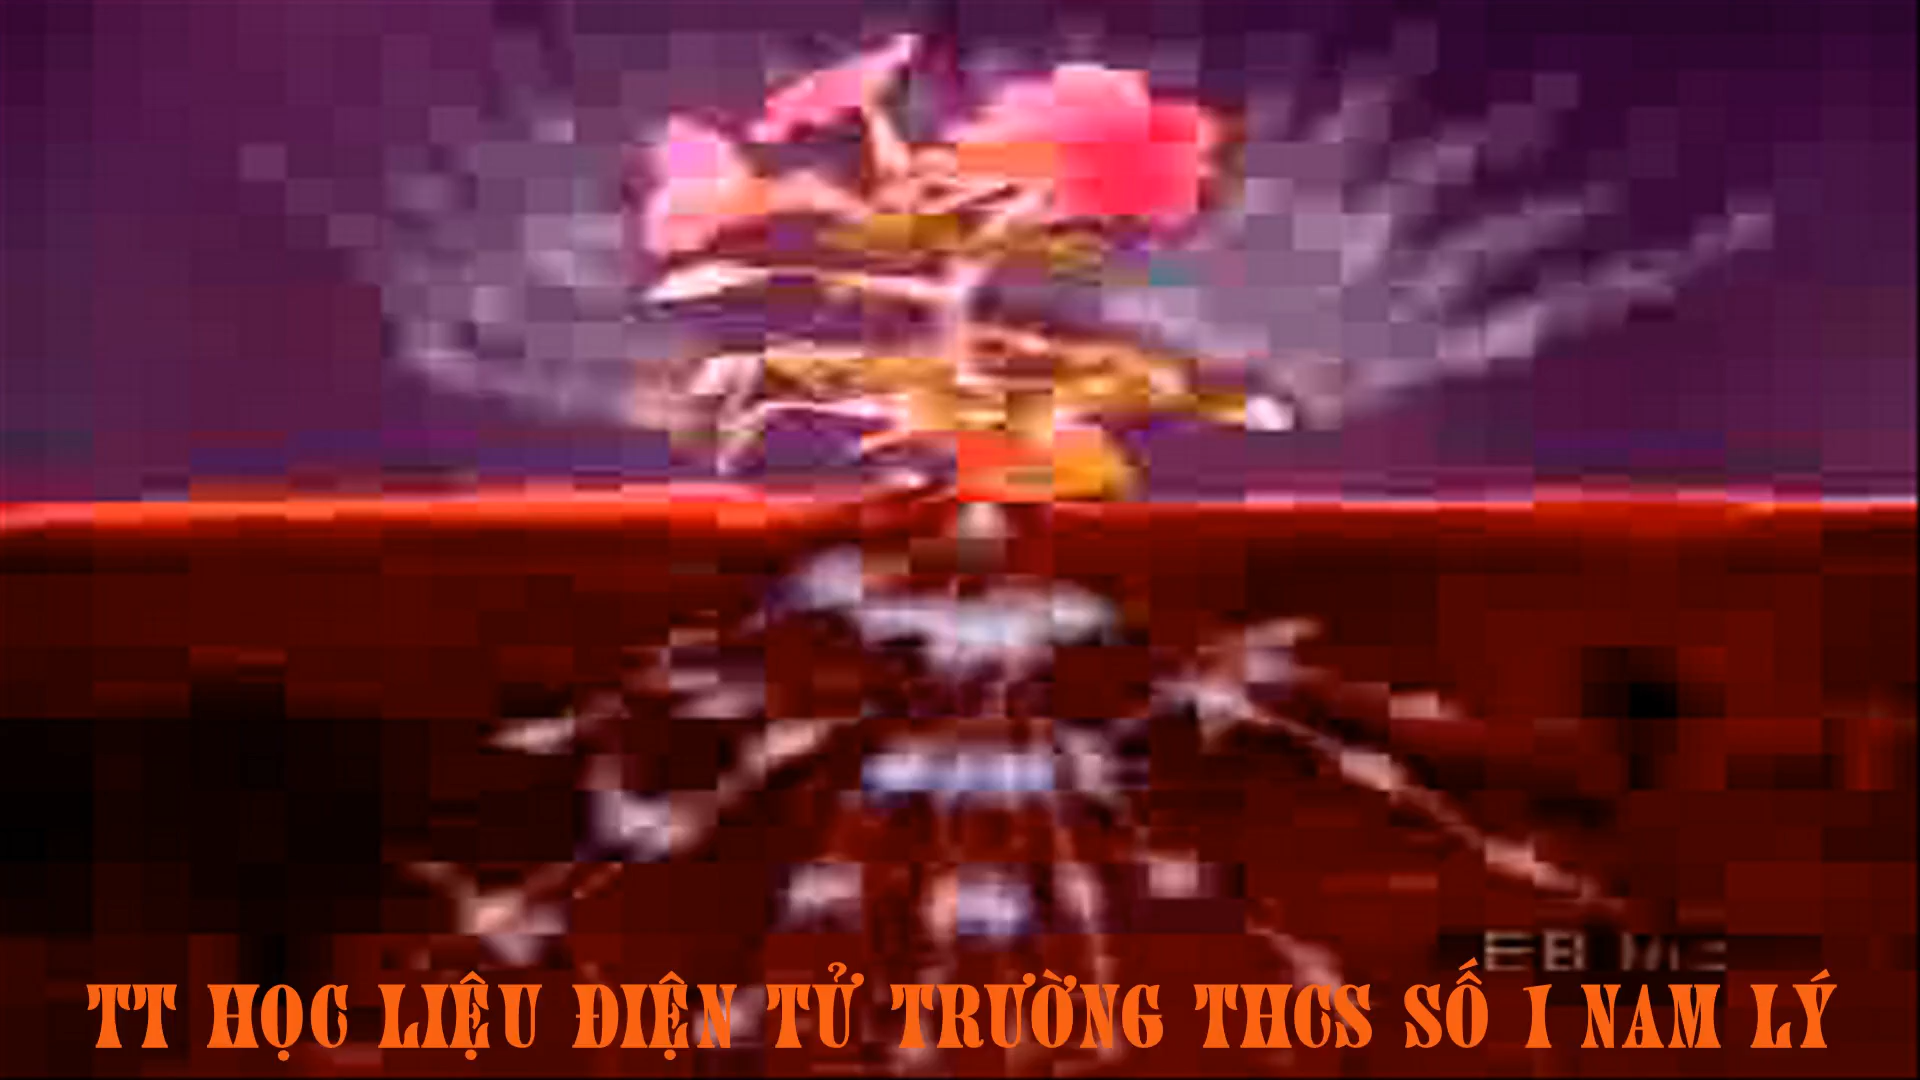 TT HỌC LIỆU ĐIỆN TỬ TRƯỜNG THCS SỐ 1 NAM LÝ